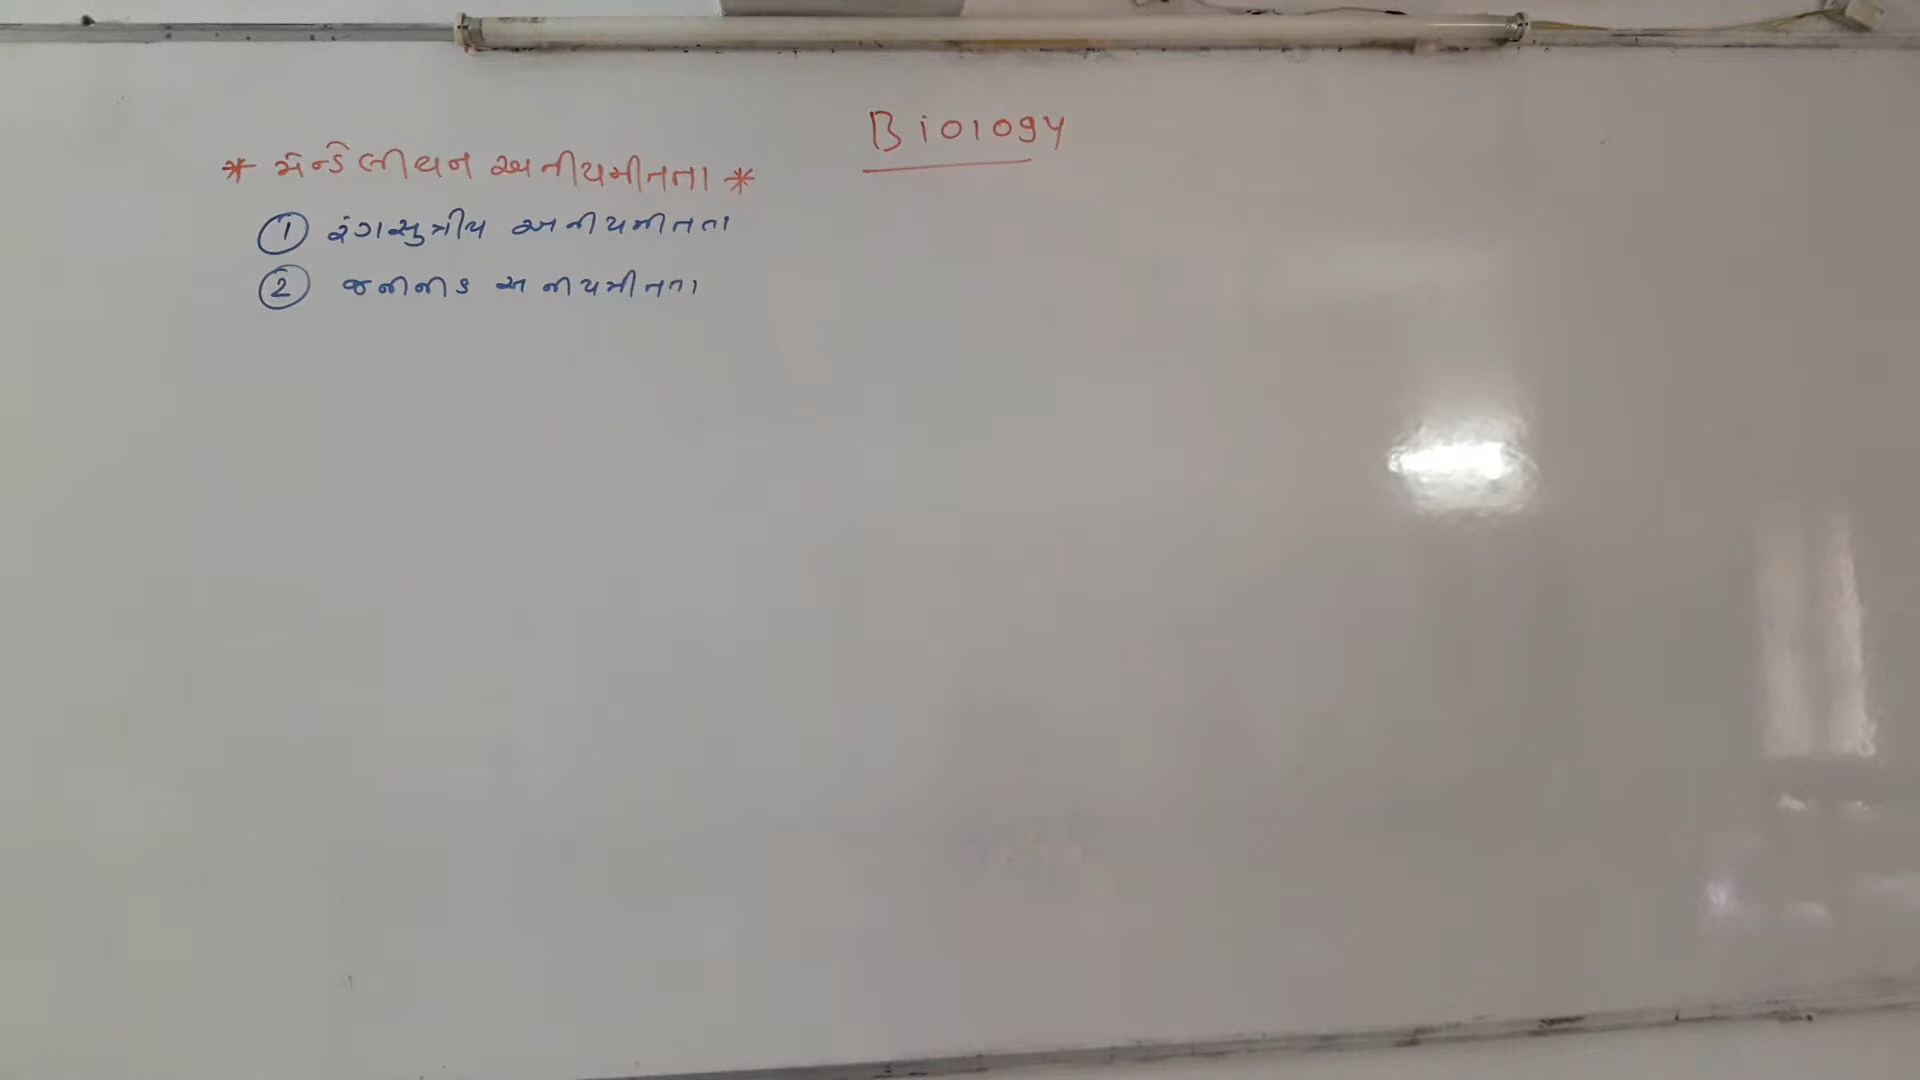 Biology
* મેન્ડેલીયન અનીયમીતતા *
① રંગસુત્રીય અનીયમીતતા
② જનીનીક અનીયમીતતા